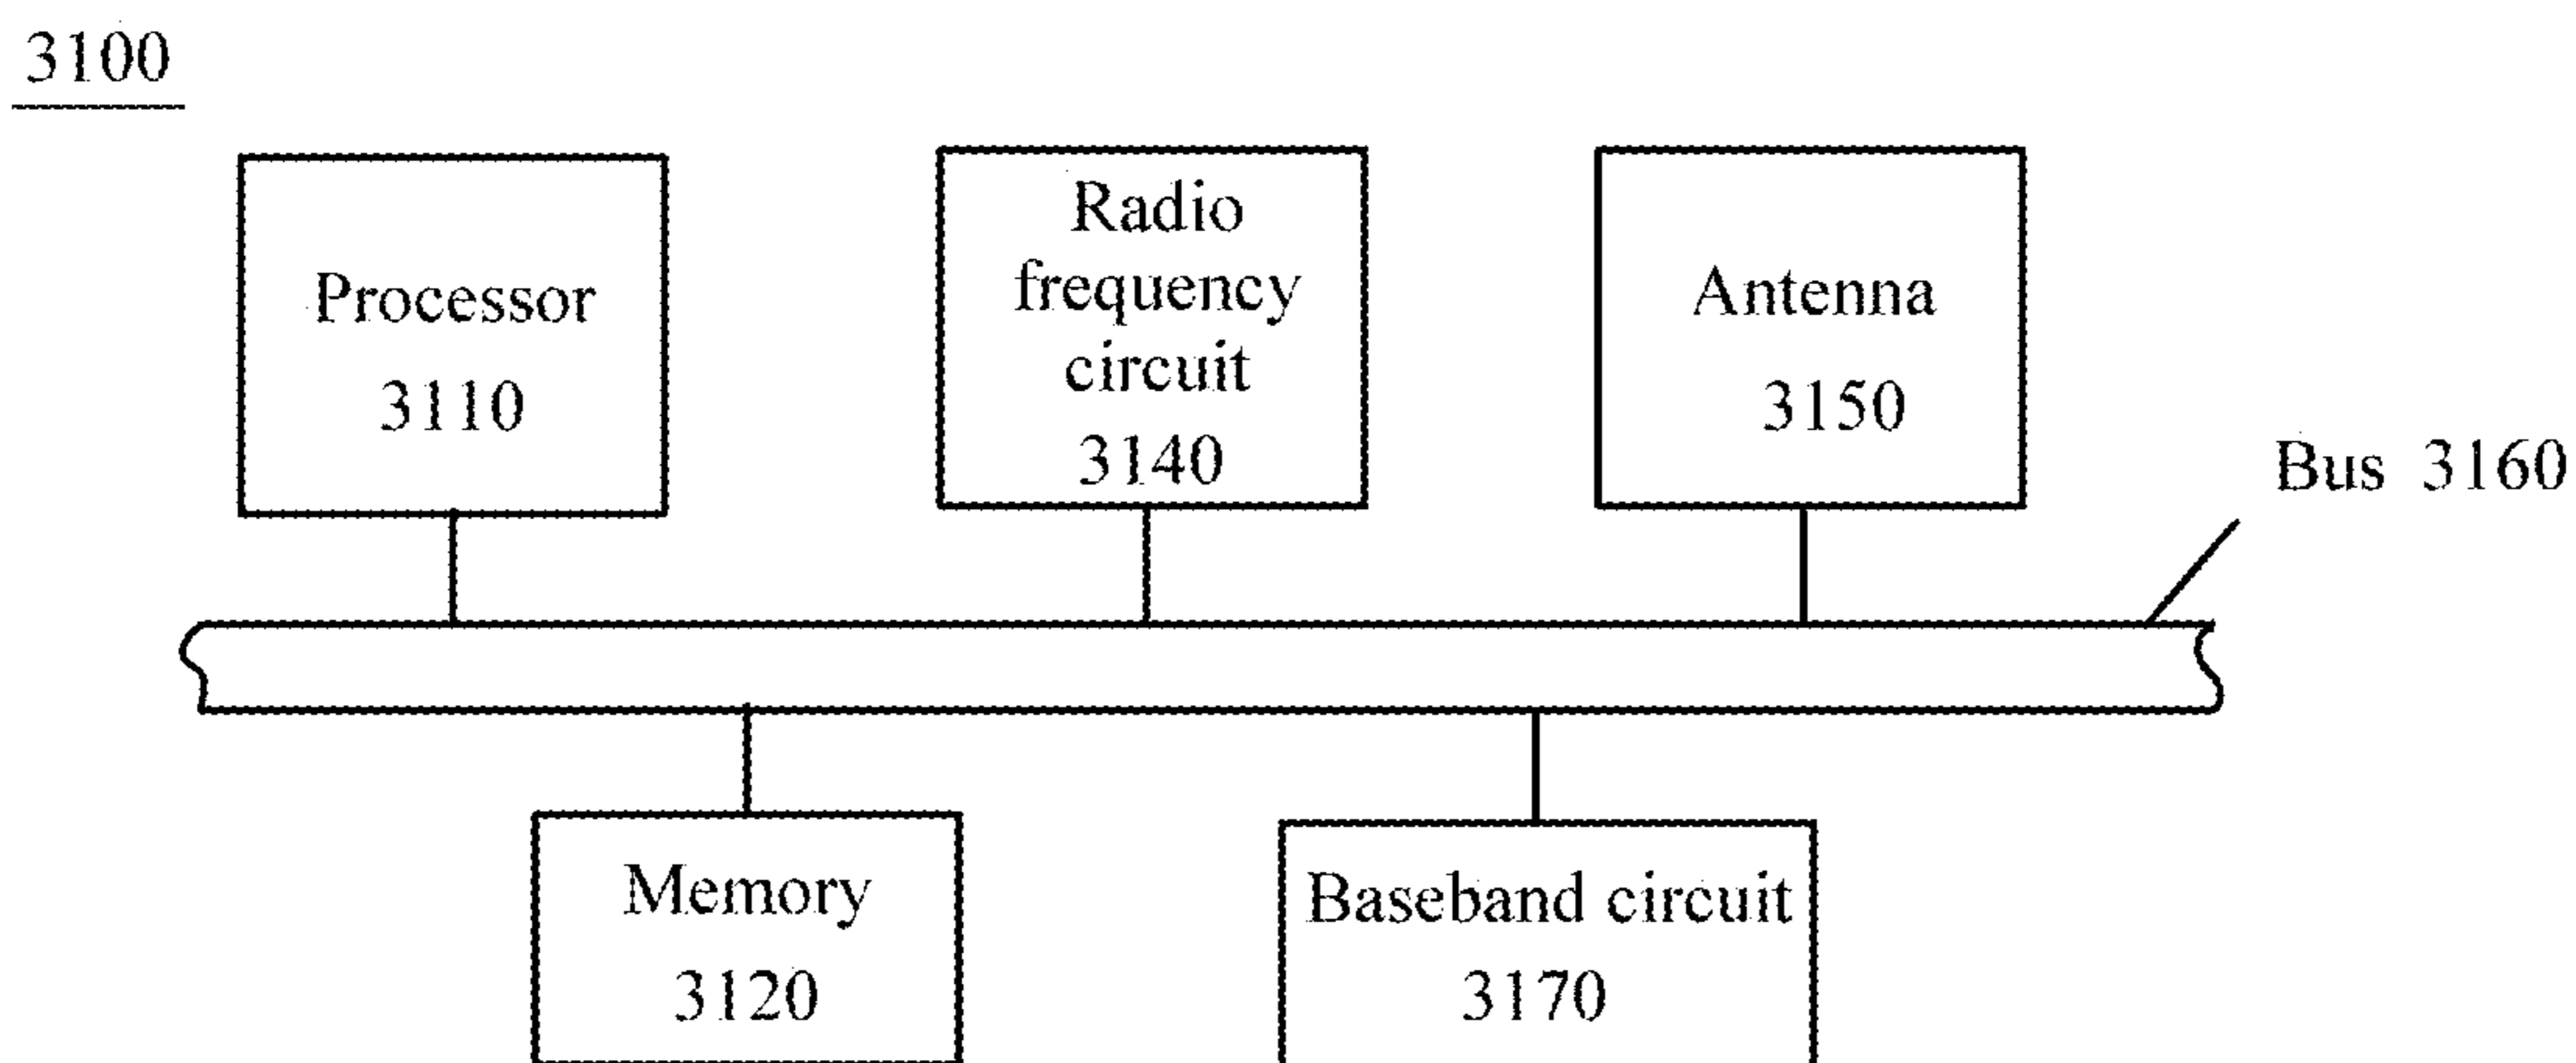 3100
Processor
3110
Radio
frequency
circuit
3140
Antenna
3150
Bus 3160
Memory
3120
Baseband circuit
3170